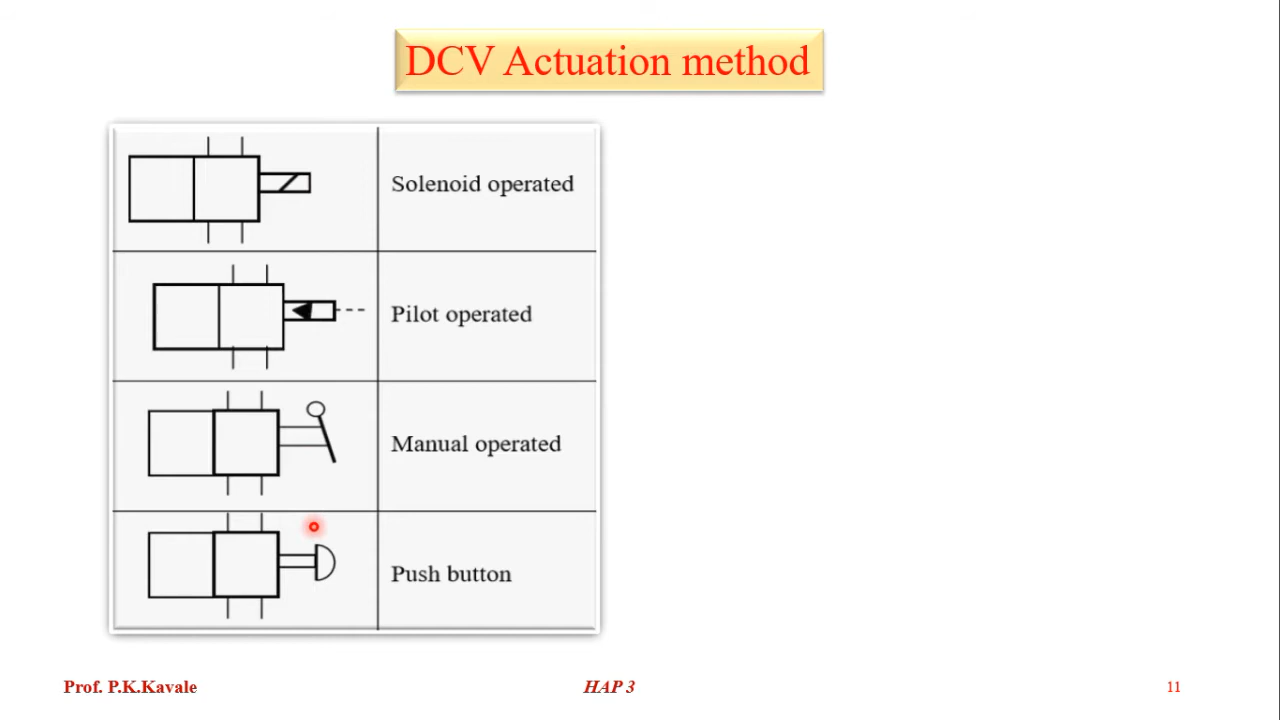 DCV Actuation method
Solenoid operated
Pilot operated
Manual operated
Push button
Prof. P.K.Kavale
HAP 3
11